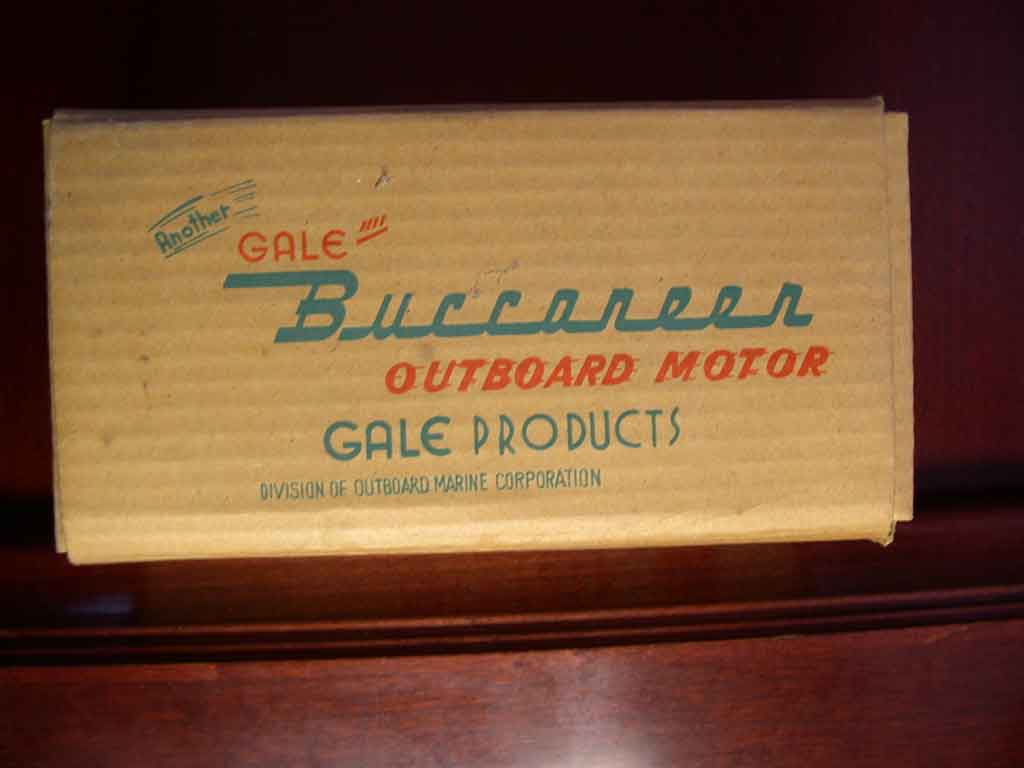 Another
GALE
Buccaneer
OUTBOARD MOTOR
GALE PRODUCTS
DIVISION OF OUTBOARD MARINE CORPORATION